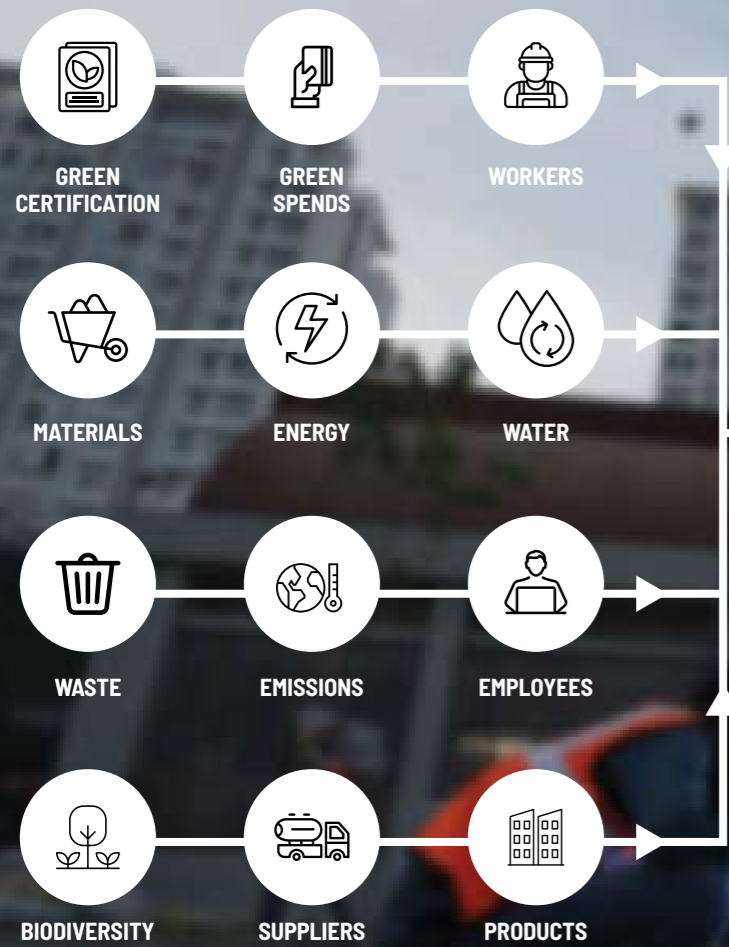 GREEN
CERTIFICATION
GREEN
SPENDS
WORKERS
MATERIALS
ENERGY
WATER
WASTE
EMISSIONS
EMPLOYEES
BIODIVERSITY
SUPPLIERS
PRODUCTS